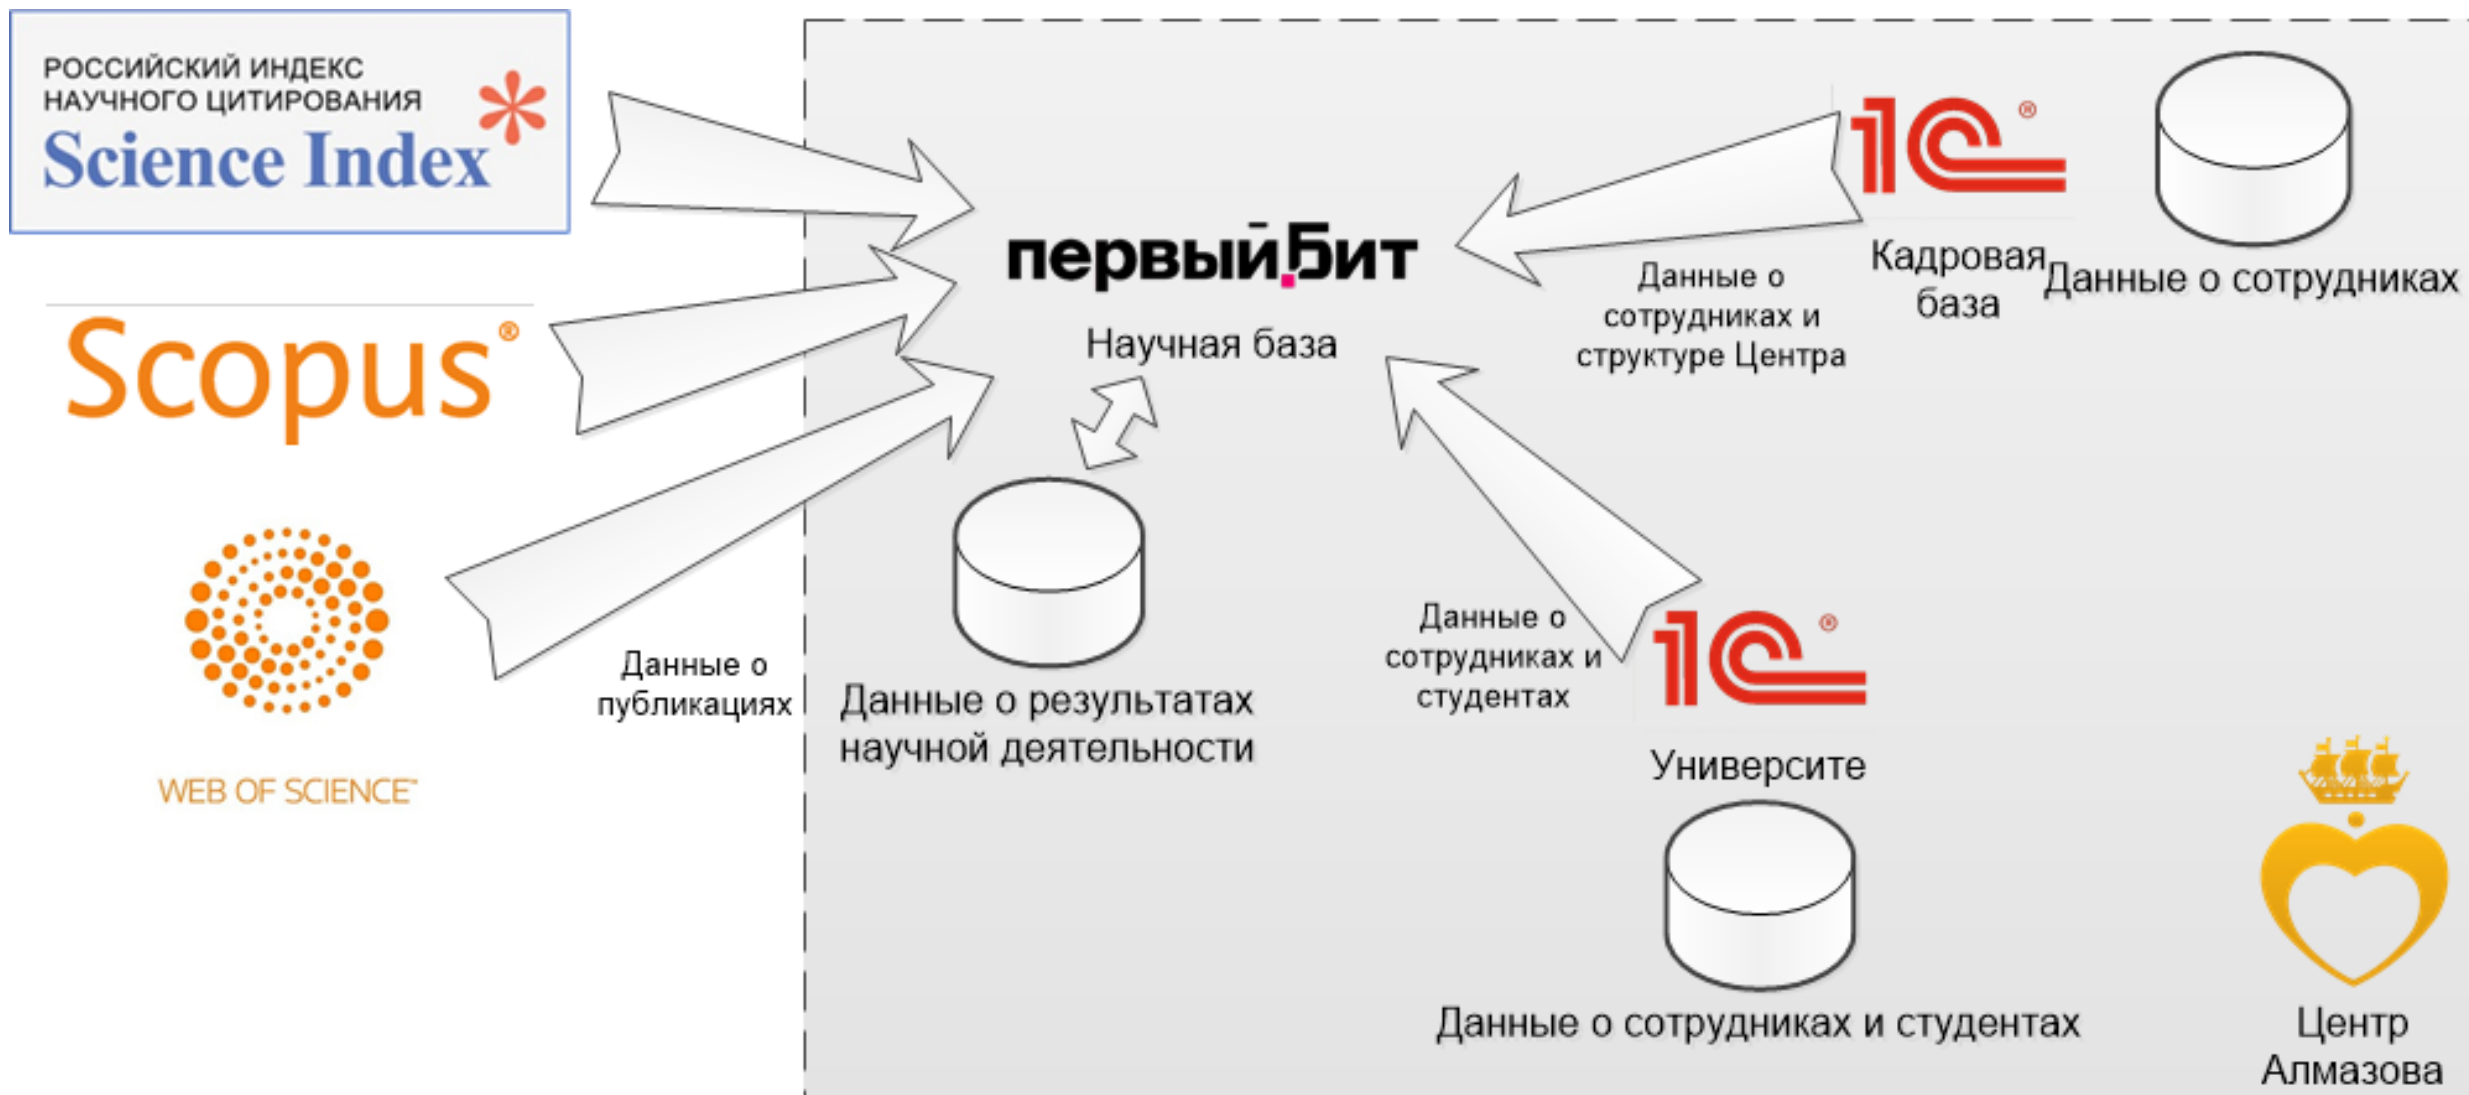 РОССИЙСКИЙ ИНДЕКС
НАУЧНОГО ЦИТИРОВАНИЯ
Science Index*
Scopus®
WEB OF SCIENCE™
Данные о
публикациях
первый.Бит
Научная база
Данные о результатах
научной деятельности
1С®
Кадровая
база
Данные о сотрудниках
Данные о
сотрудниках и
структуре Центра
Данные о
сотрудниках и
студентах
1С®
Университе
Данные о сотрудниках и студентах
Центр
Алмазова